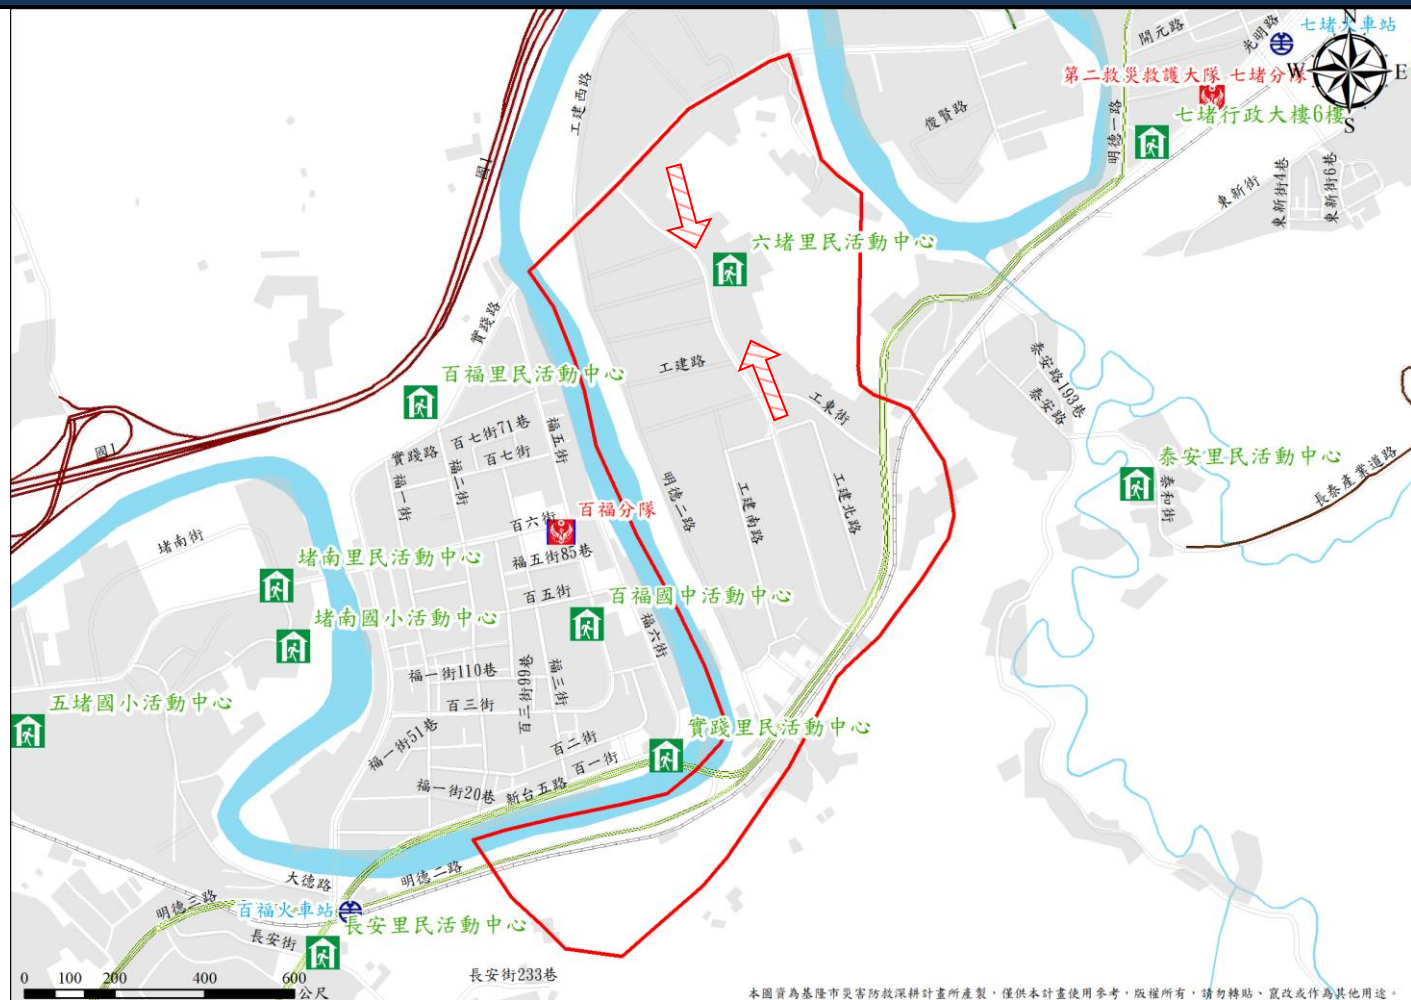 七堵火車站
N
開元路
光明路
W
E
S
第二救災救護大隊 七堵分隊
七堵行政大樓6樓
工建西路
國1
俊賢路
明德一路
東新街
東新街4巷
東新街6巷
六堵里民活動中心
實踐路
工建路
百福里民活動中心
工東街
泰安路193巷
泰安路
國1
百七街71巷
百七街
實踐路
福五街
福二街
福一街
泰安里民活動中心
泰和街
長泰產業道路
明德二路
工建南路
工建北路
百福分隊
百六街
福五街85巷
堵南街
堵南里民活動中心
百五街
百福國中活動中心
堵南國小活動中心
福六街
福一街110巷
百三街99巷
福三街
五堵國小活動中心
百三街
實踐里民活動中心
福一街51巷
百二街
百一街
福一街20巷
新台五路
大德路
明德二路
明德三路
百福火車站
長安里民活動中心
長安街
長安街233巷
0 100 200 400 600
公尺
本圖資為基隆市災害防救深耕計畫所產製，僅供本計畫使用參考，版權所有，請勿轉貼、竄改或作為其他用途。